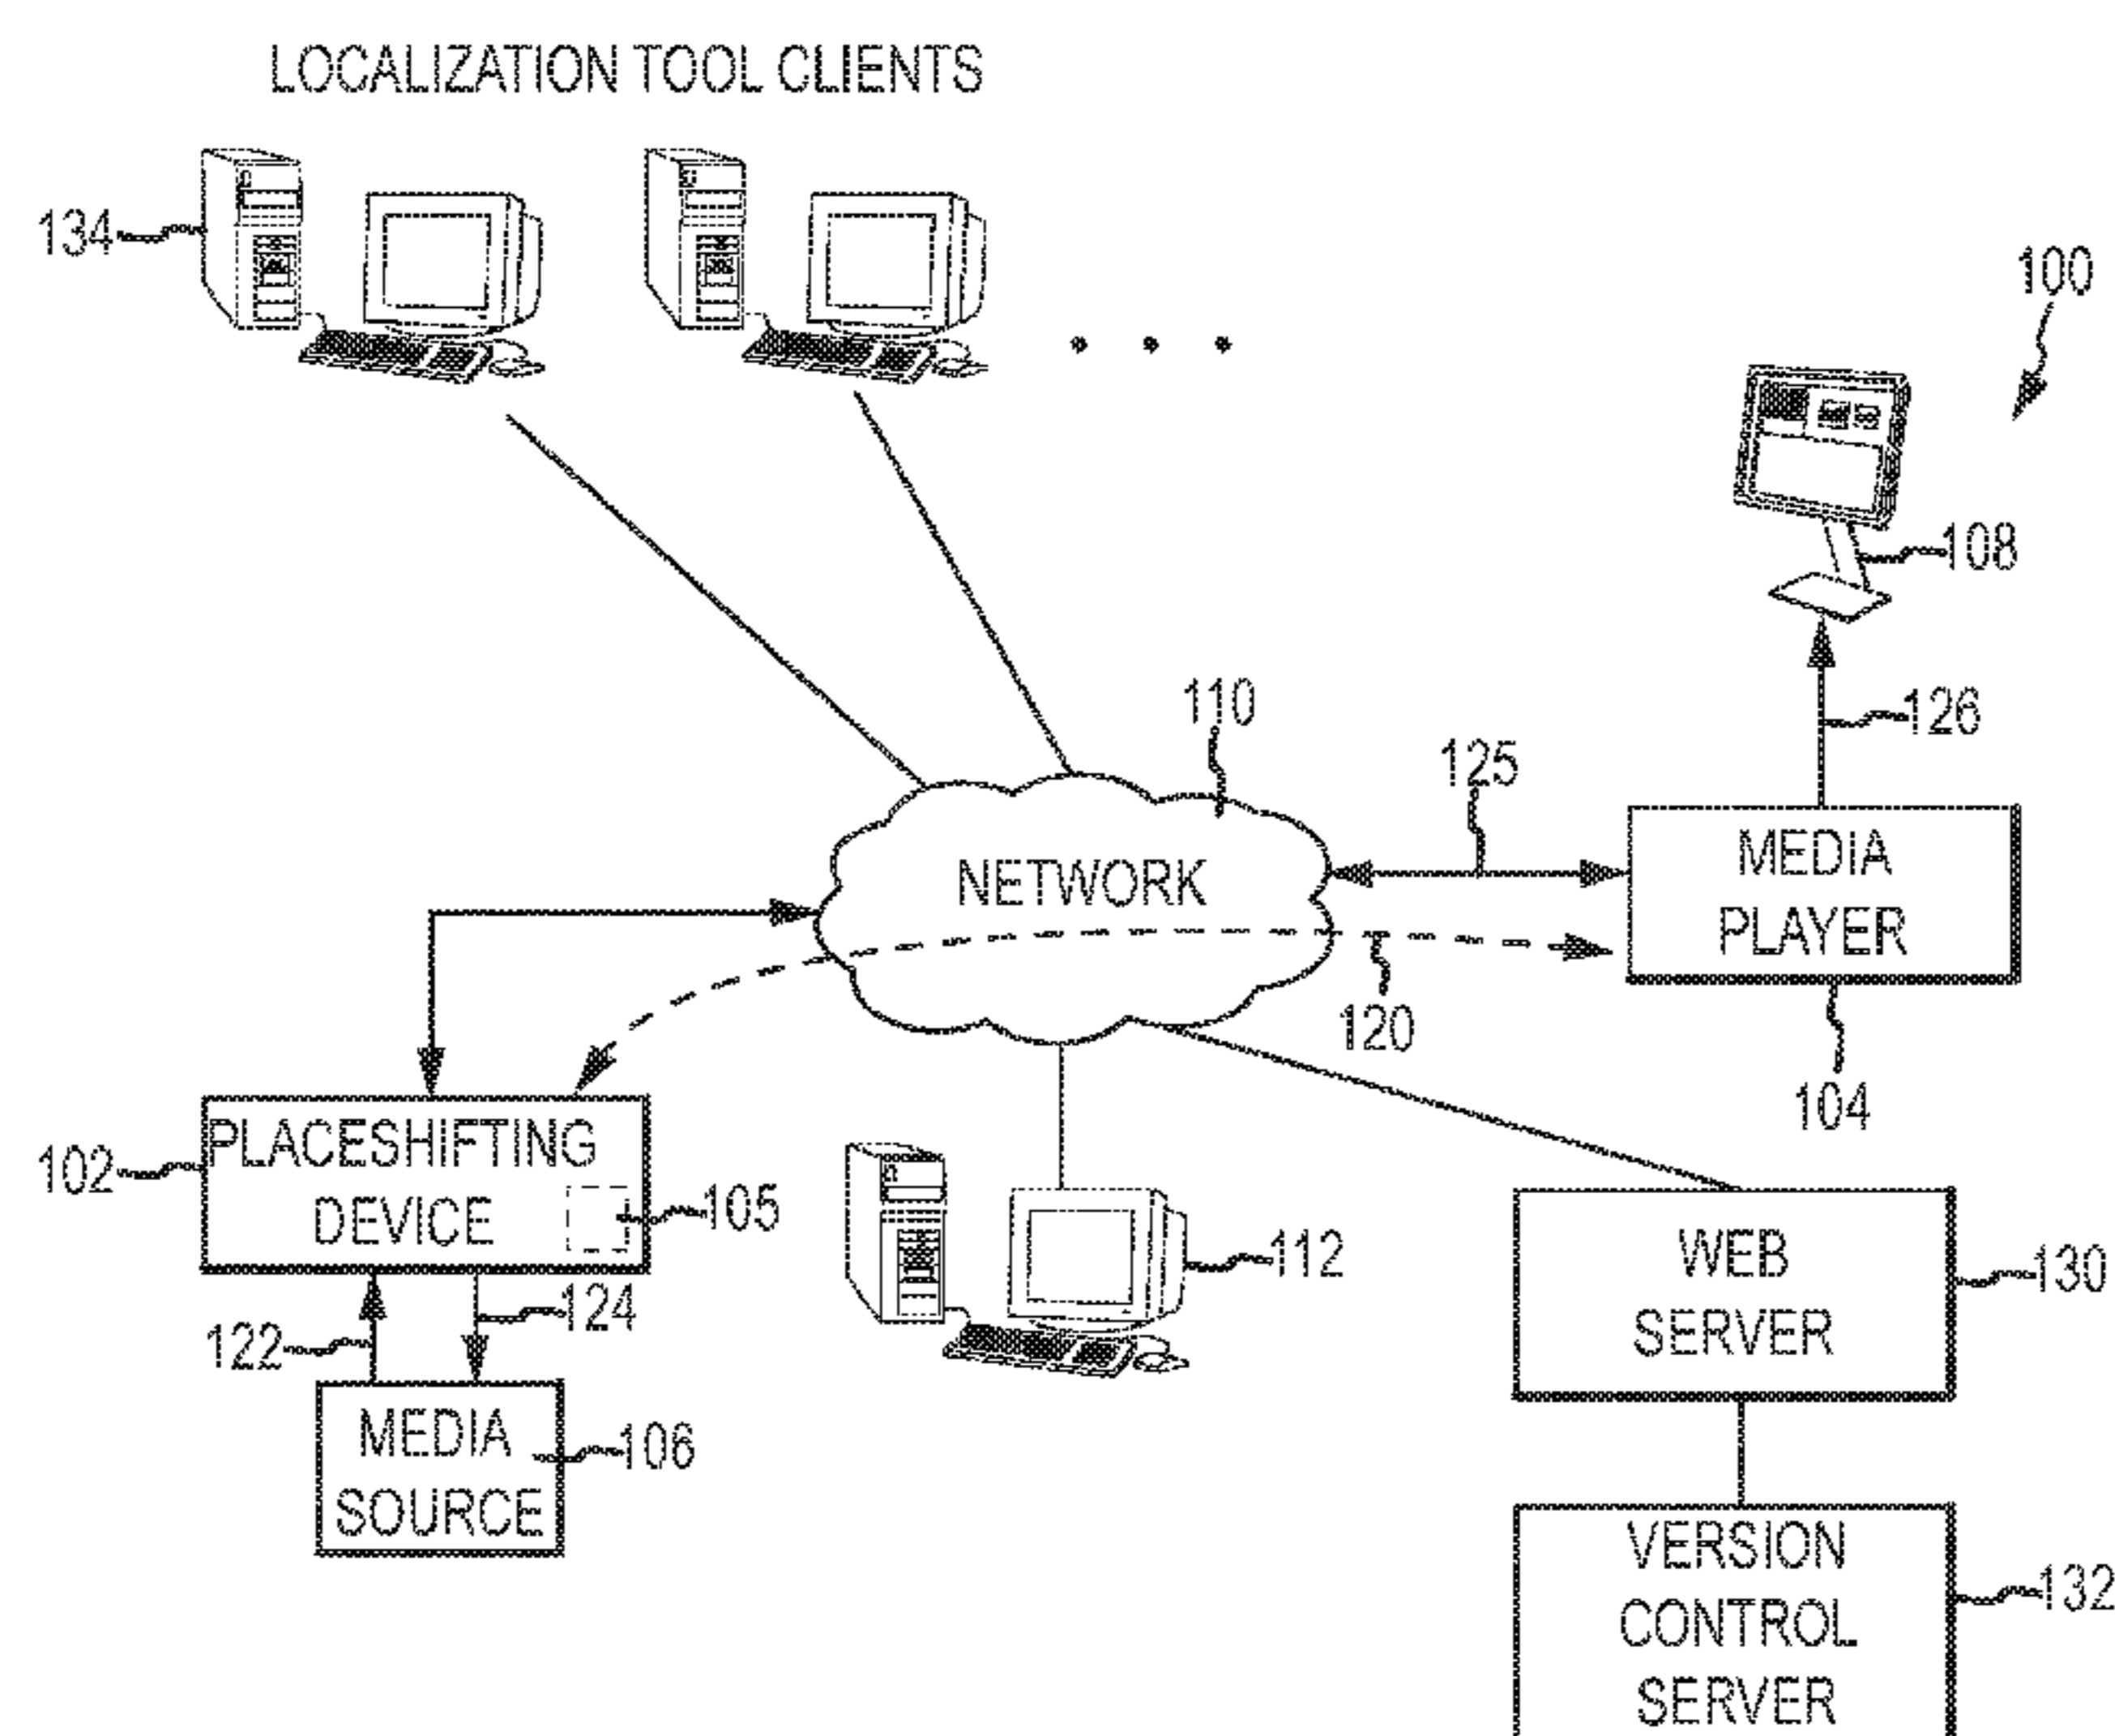 LOCALIZATION TOOL CLIENTS
134
100
108
110
126
125
NETWORK
MEDIA
PLAYER
120
104
PLACESHIFTING
DEVICE
102
105
112
WEB
SERVER
130
124
122
MEDIA
SOURCE
106
VERSION
CONTROL
SERVER
132